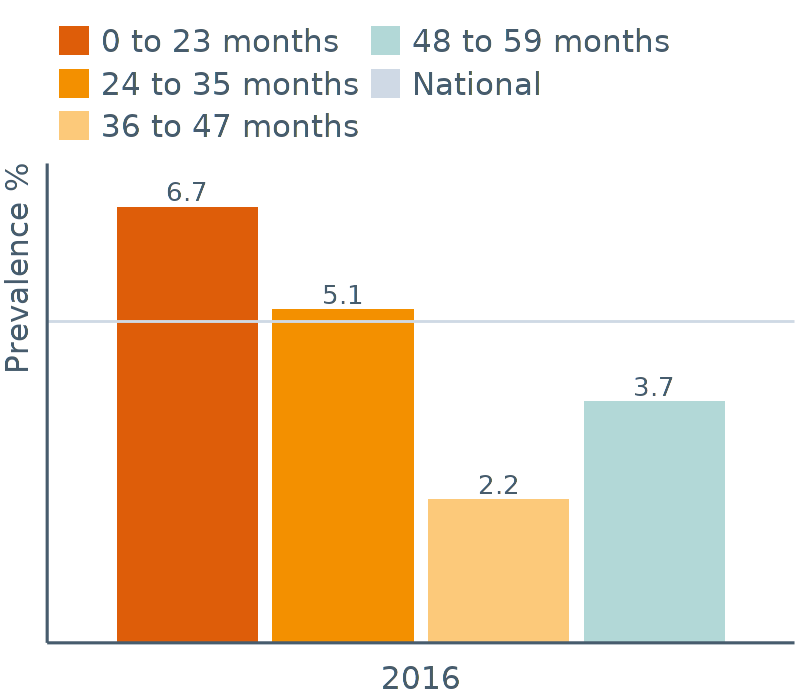 0 to 23 months
24 to 35 months
36 to 47 months
48 to 59 months
National
Prevalence %
6.7
5.1
2.2
3.7
2016